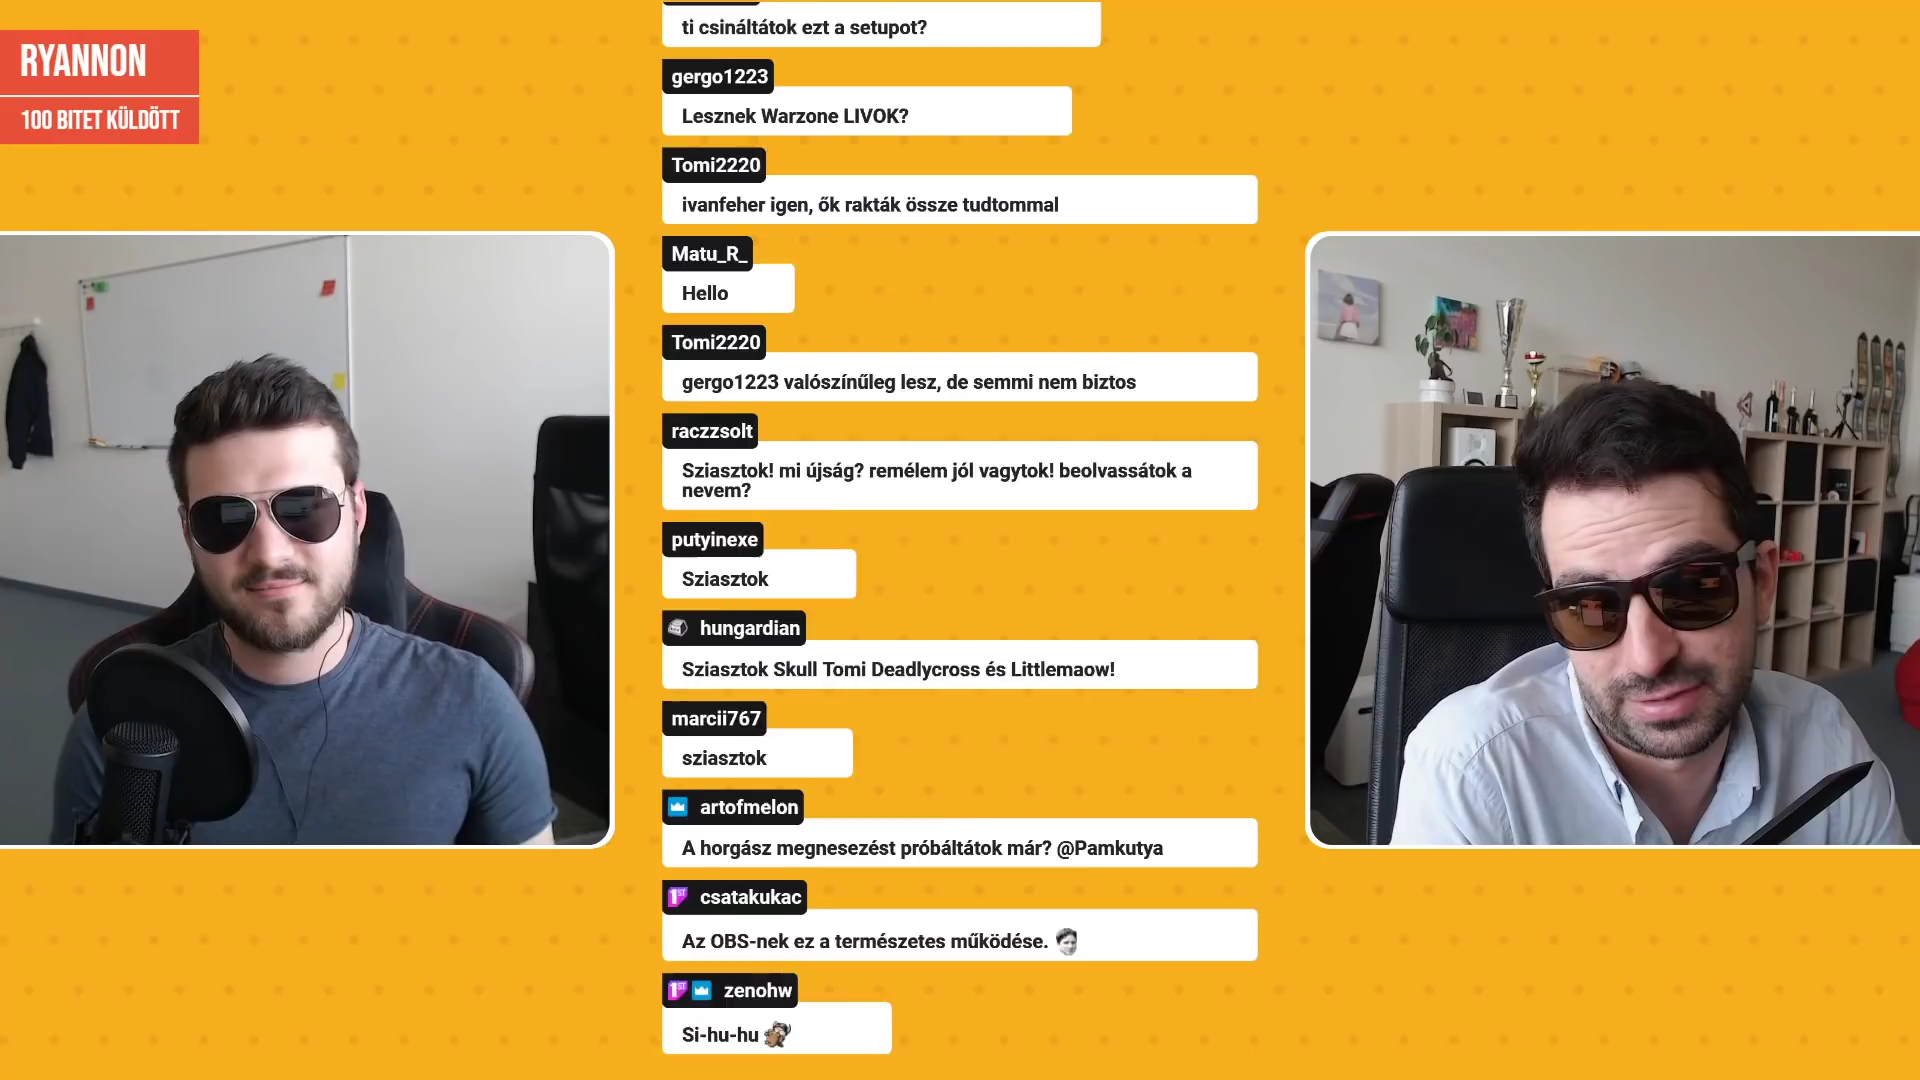 RYANNON
100 BITET KÜLDÖTT
ti csináltátok ezt a setupot?
gergo1223
Lesznek Warzone LIVOK?
Tomi2220
ivanfeher igen, ők rakták össze tudtommal
Matu_R_
Hello
Tomi2220
gergo1223 valószínűleg lesz, de semmi nem biztos
raczzsolt
Sziasztok! mi újság? remélem jól vagytok! beolvassátok a
nevem?
putyinexe
Sziasztok
hungardian
Sziasztok Skull Tomi Deadlycross és Littlemaow!
marcii767
sziasztok
artofmelon
A horgász megnesezést próbáltátok már? @Pamkutya
1ST csatakukac
Az OBS-nek ez a természetes működése.
1ST zenohw
Si-hu-hu